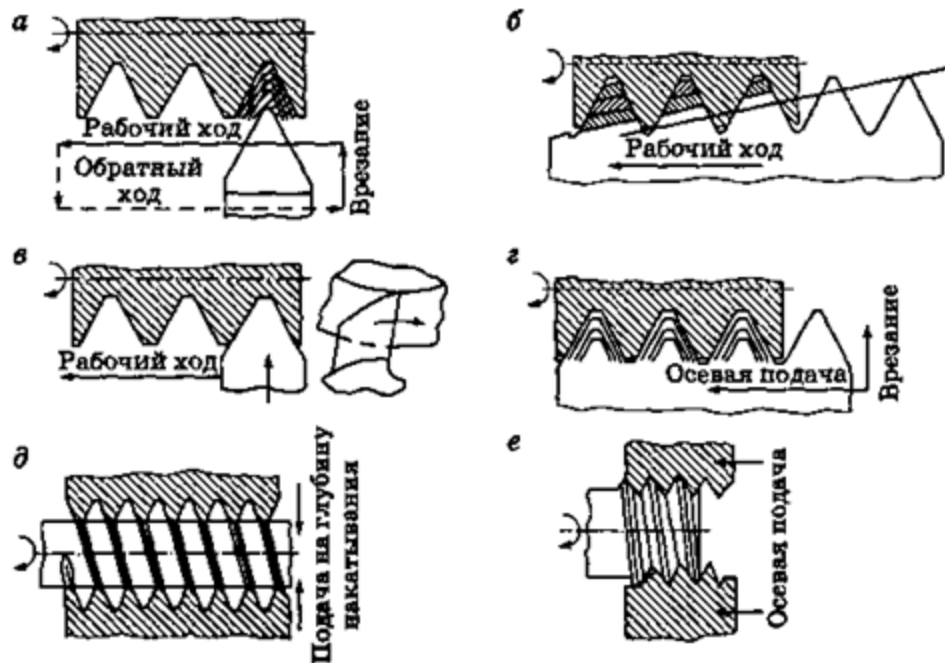 а
Рабочий ход
Обратный
ход
Врезание
б
Рабочий ход
в
Рабочий ход
г
Осевая подача
Врезание
д
Подача на глубину
накатывания
е
Осевая подача